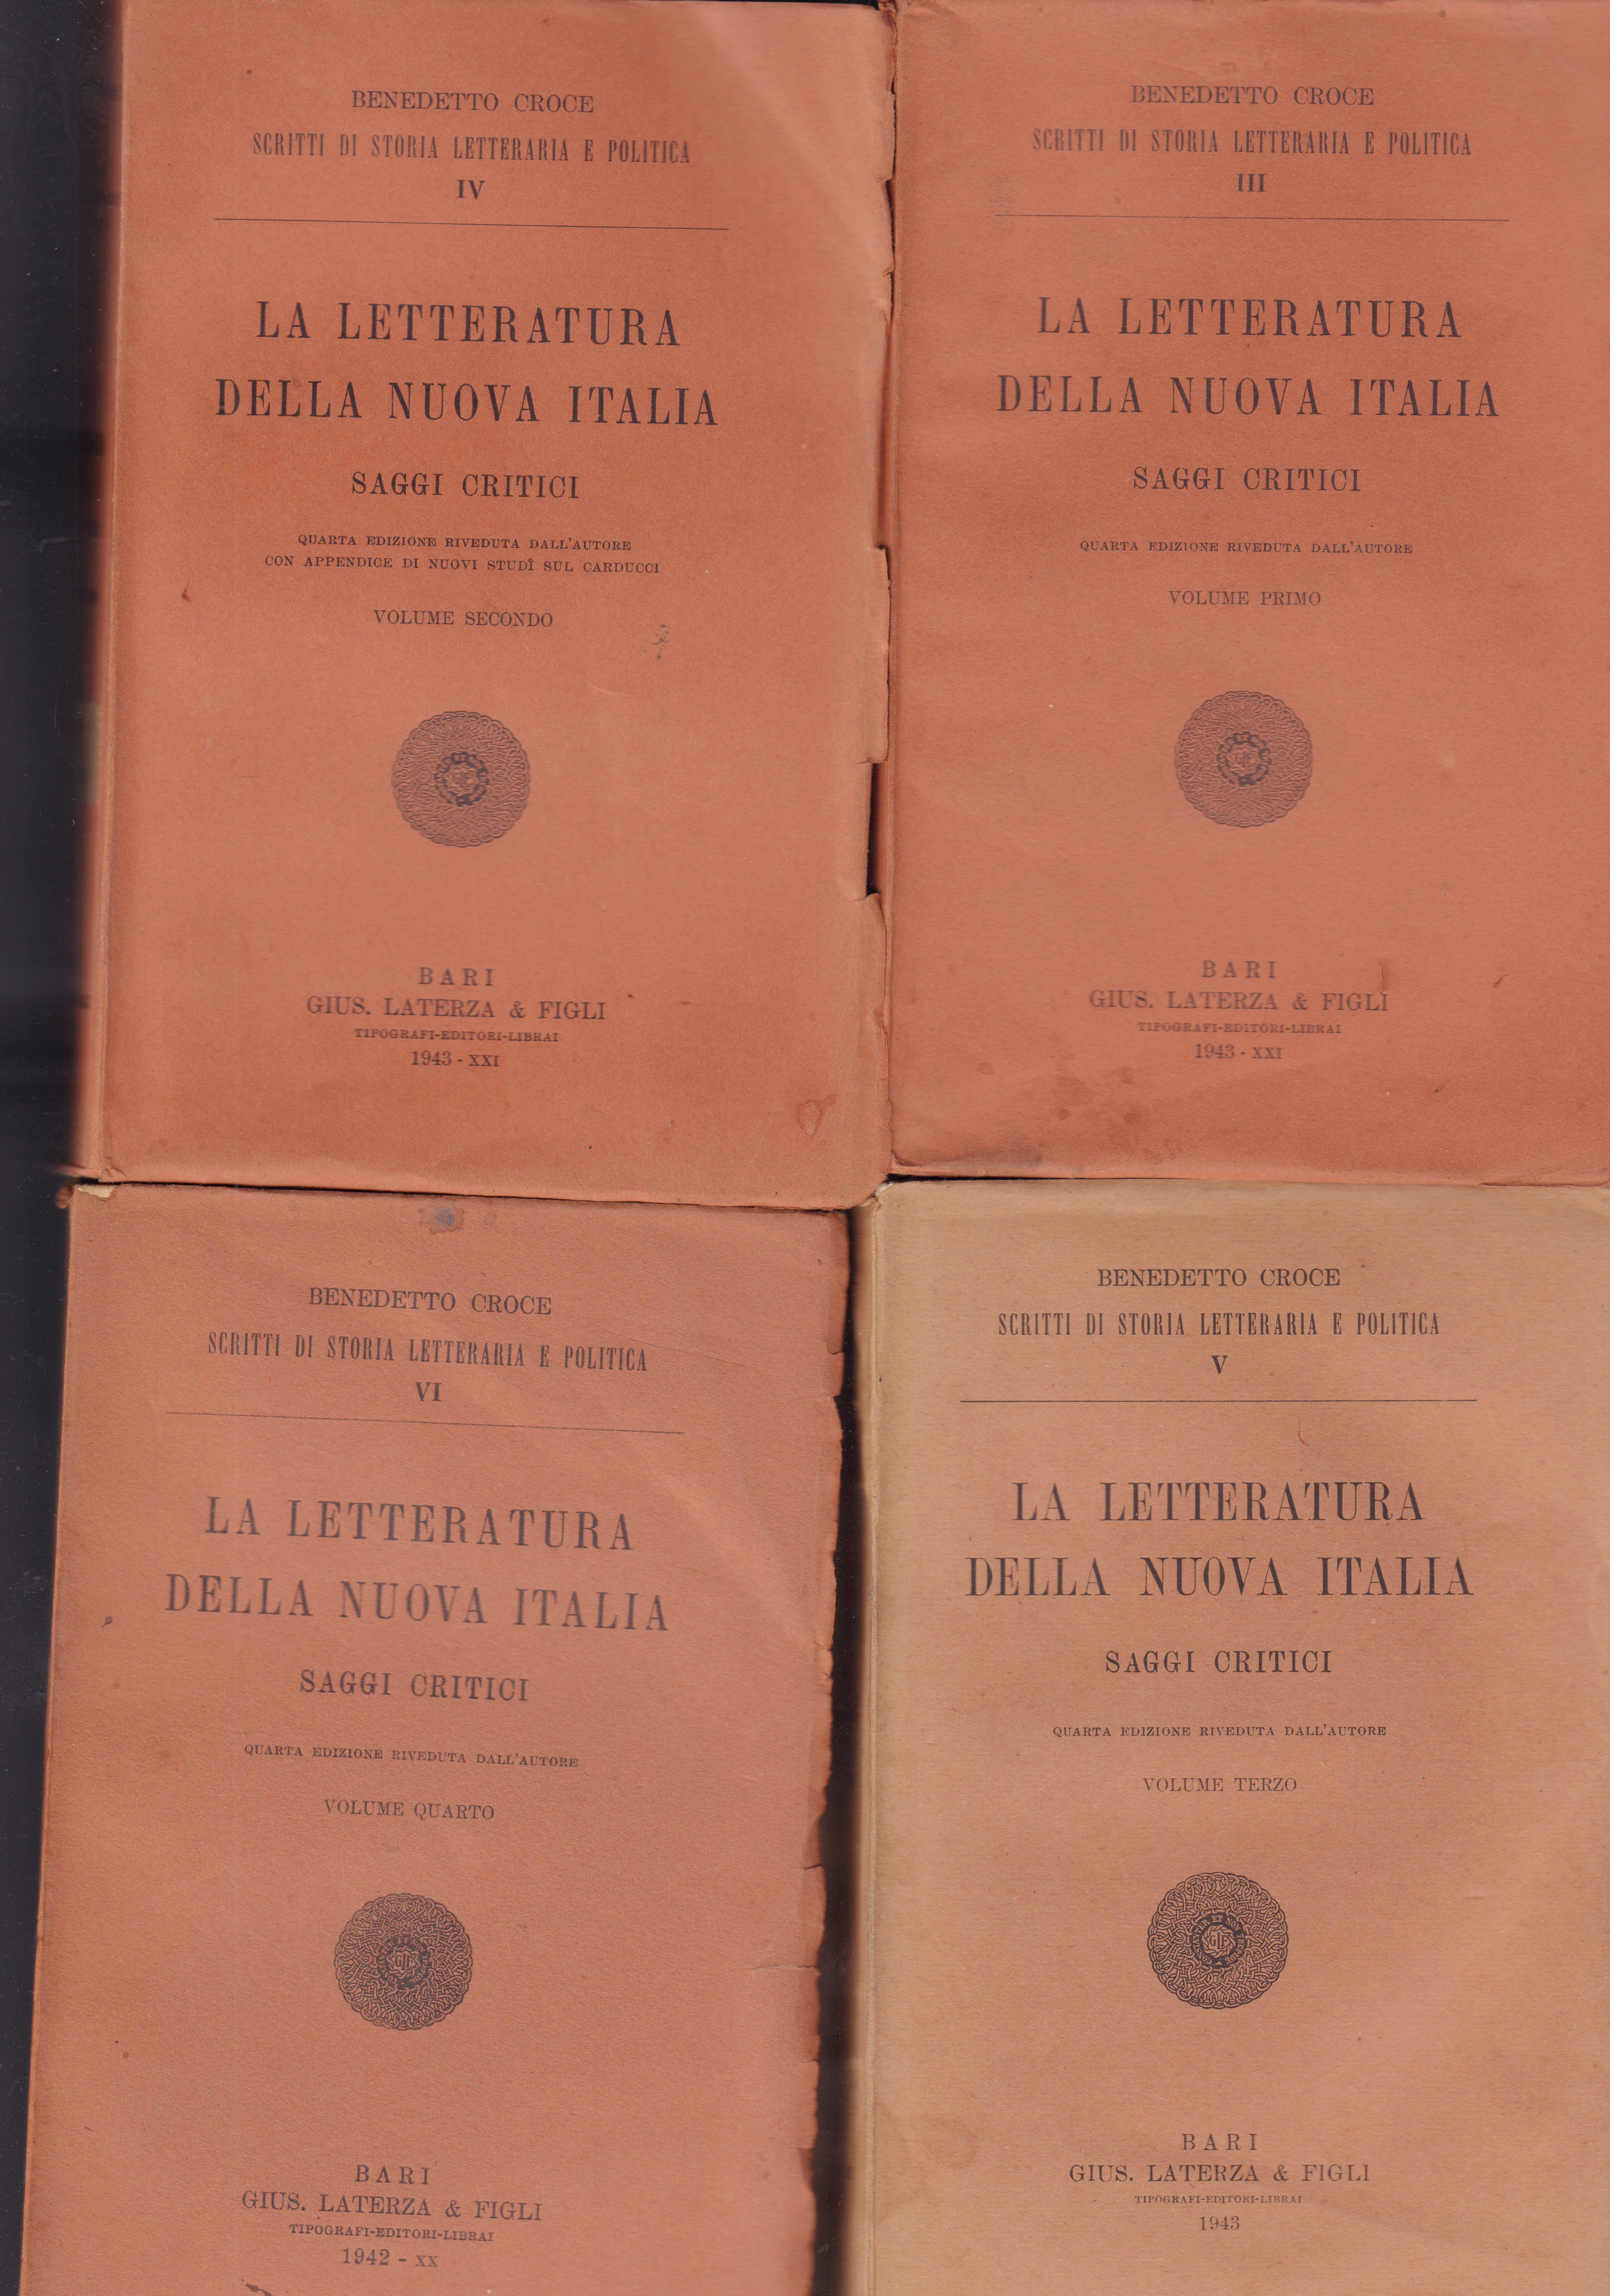 BENEDETTO CROCE
SCRITTI DI STORIA LETTERARIA E POLITICA
IV
LA LETTERATURA
DELLA NUOVA ITALIA
SAGGI CRITICI
QUARTA EDIZIONE RIVEDUTA DALL'AUTORE
CON APPENDICE DI NUOVI STUDÎ SUL CARDUCCI
VOLUME SECONDO
BARI
GIUS. LATERZA & FIGLI
TIPOGRAFI-EDITORI-LIBRAI
1943 - XXI
BENEDETTO CROCE
SCRITTI DI STORIA LETTERARIA E POLITICA
III
LA LETTERATURA
DELLA NUOVA ITALIA
SAGGI CRITICI
QUARTA EDIZIONE RIVEDUTA DALL'AUTORE
VOLUME PRIMO
BARI
GIUS. LATERZA & FIGLI
TIPOGRAFI-EDITORI-LIBRAI
1943 - XXI
BENEDETTO CROCE
SCRITTI DI STORIA LETTERARIA E POLITICA
VI
LA LETTERATURA
DELLA NUOVA ITALIA
SAGGI CRITICI
QUARTA EDIZIONE RIVEDUTA DALL'AUTORE
VOLUME QUARTO
BARI
GIUS. LATERZA & FIGLI
TIPOGRAFI-EDITORI-LIBRAI
1942 - XX
BENEDETTO CROCE
SCRITTI DI STORIA LETTERARIA E POLITICA
V
LA LETTERATURA
DELLA NUOVA ITALIA
SAGGI CRITICI
QUARTA EDIZIONE RIVEDUTA DALL'AUTORE
VOLUME TERZO
GLF
BARI
GIUS. LATERZA & FIGLI
TIPOGRAFI-EDITORI-LIBRAI
1943